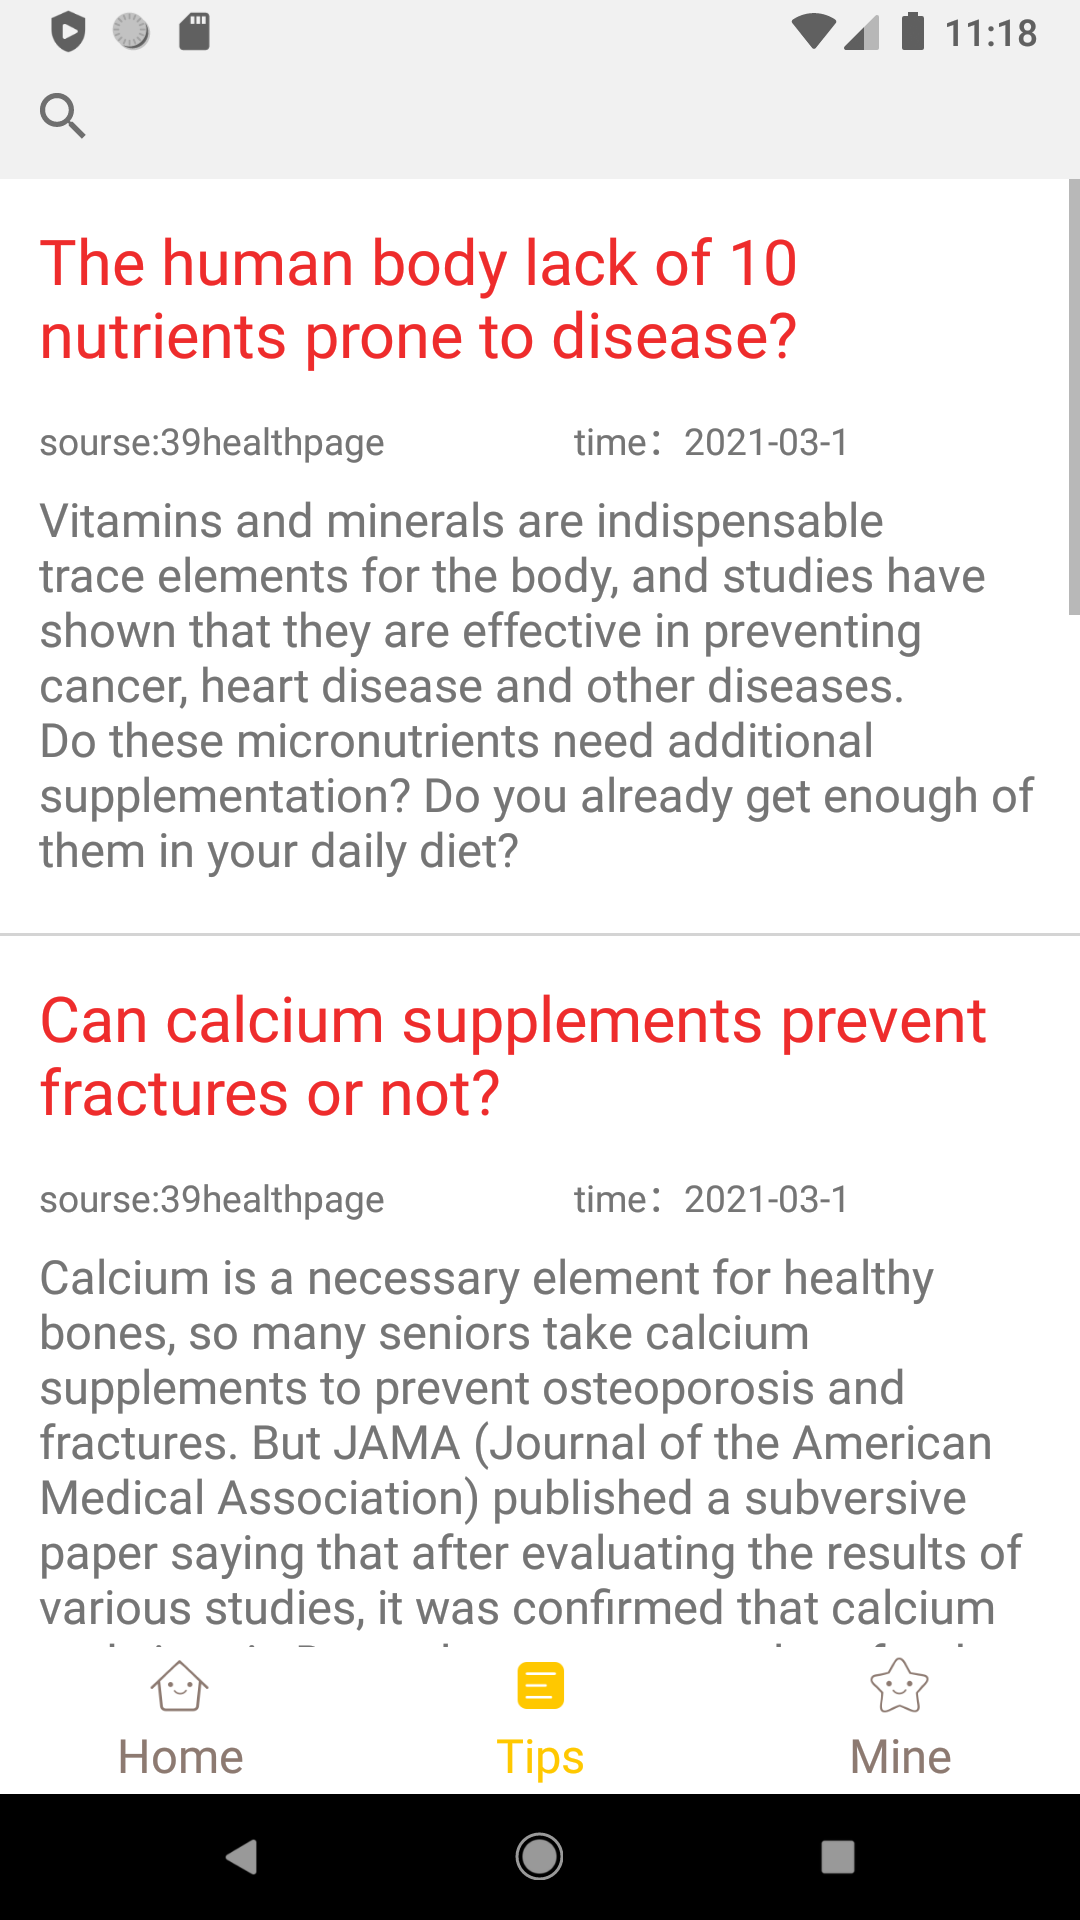 11:18
The human body lack of 10
nutrients prone to disease?
sourse:39healthpage time：2021-03-1
Vitamins and minerals are indispensable
trace elements for the body, and studies have
shown that they are effective in preventing
cancer, heart disease and other diseases.
Do these micronutrients need additional
supplementation? Do you already get enough of
them in your daily diet?
Can calcium supplements prevent
fractures or not?
sourse:39healthpage time：2021-03-1
Calcium is a necessary element for healthy
bones, so many seniors take calcium
supplements to prevent osteoporosis and
fractures. But JAMA (Journal of the American
Medical Association) published a subversive
paper saying that after evaluating the results of
various studies, it was confirmed that calcium
Home Tips Mine